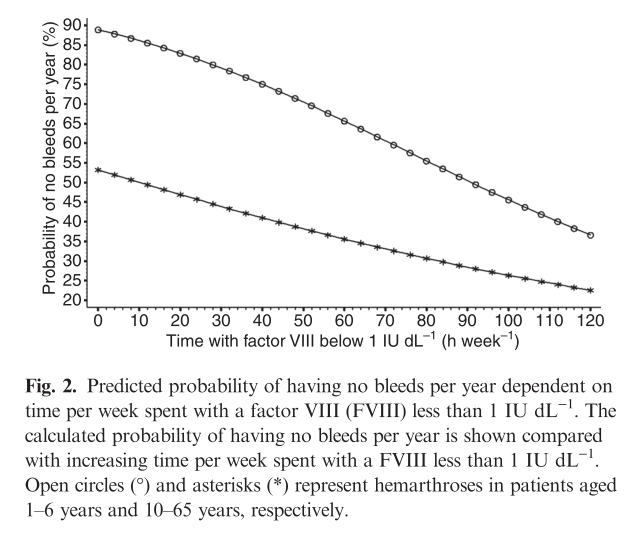 Probability of no bleeds per year (%)
90
85
80
75
70
65
60
55
50
45
40
35
30
25
20
0 10 20 30 40 50 60 70 80 90 100 110 120
Time with factor VIII below 1 IU dL⁻¹ (h week⁻¹)
Fig. 2. Predicted probability of having no bleeds per year dependent on
time per week spent with a factor VIII (FVIII) less than 1 IU dL⁻¹. The
calculated probability of having no bleeds per year is shown compared
with increasing time per week spent with a FVIII less than 1 IU dL⁻¹.
Open circles (°) and asterisks (*) represent hemarthroses in patients aged
1–6 years and 10–65 years, respectively.